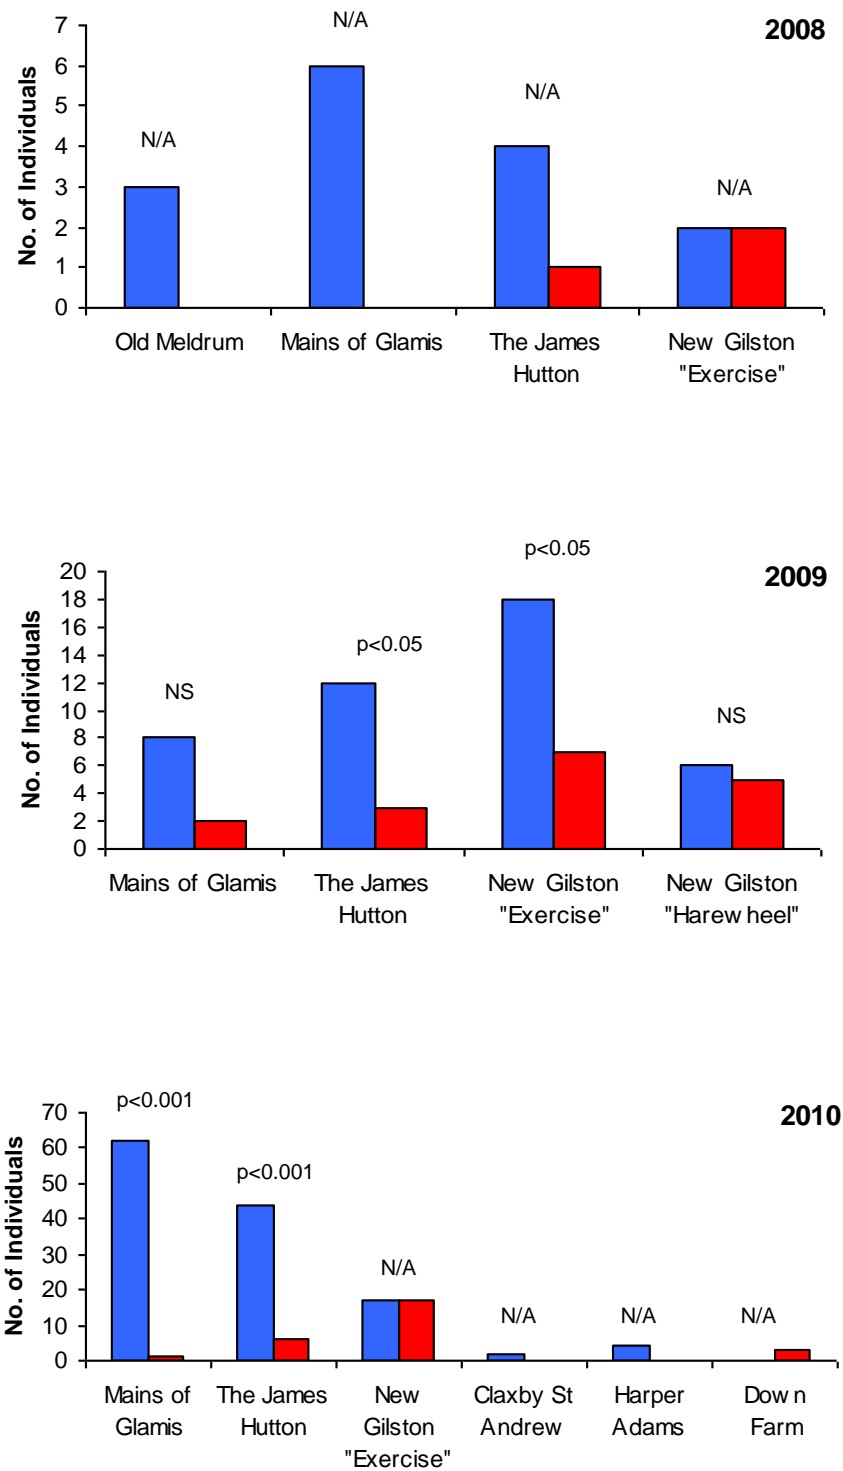 2008
No. of Individuals
7
6
5
4
3
2
1
0
N/A
N/A
N/A
N/A
Old Meldrum
Mains of Glamis
The James
Hutton
New Gilston
"Exercise"
2009
No. of Individuals
20
18
16
14
12
10
8
6
4
2
0
NS
p<0.05
p<0.05
NS
Mains of Glamis
The James
Hutton
New Gilston
"Exercise"
New Gilston
"Harew heel"
2010
No. of Individuals
70
60
50
40
30
20
10
0
p<0.001
p<0.001
N/A
N/A
N/A
N/A
Mains of
Glamis
The James
Hutton
New
Gilston
"Exercise"
Claxby St
Andrew
Harper
Adams
Dow n
Farm